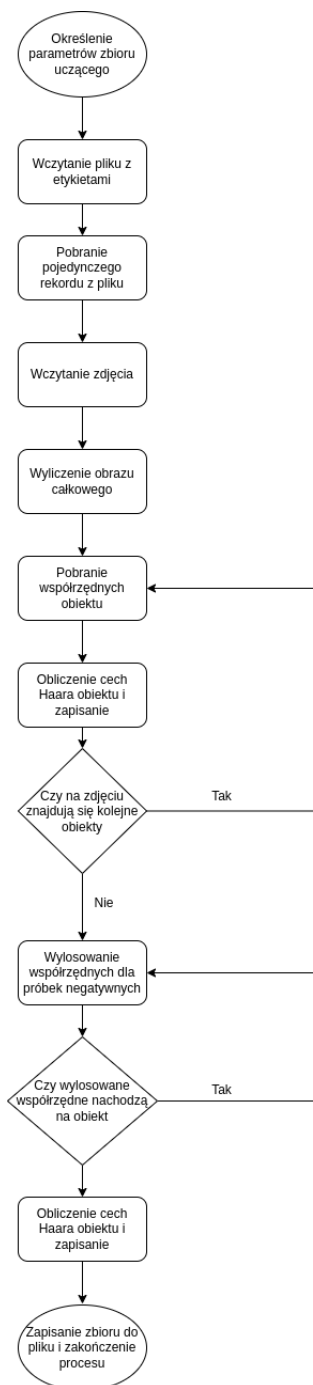 Określenie
parametrów zbioru
uczącego
Wczytanie pliku z
etykietami
Pobranie
pojedynczego
rekordu z pliku
Wczytanie zdjęcia
Wyliczenie obrazu
całkowego
Pobranie
współrzędnych
obiektu
Obliczenie cech
Haara obiektu i
zapisanie
Czy na zdjęciu
znajdują się kolejne
obiekty
Tak
Nie
Wylosowanie
współrzędnych dla
próbek negatywnych
Czy wylosowane
współrzędne nachodzą
na obiekt
Tak
Obliczenie cech
Haara obiektu i
zapisanie
Zapisanie zbioru do
pliku i zakończenie
procesu